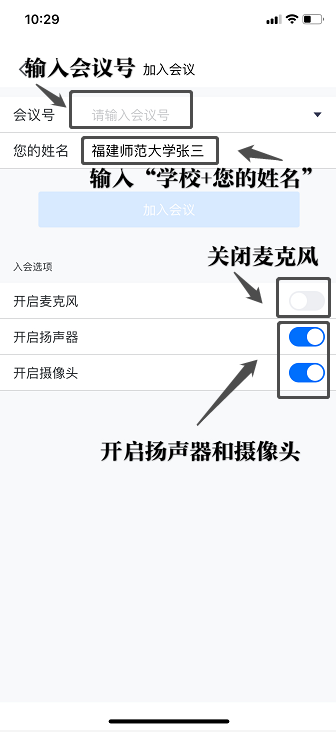 10:29
输入会议号
加入会议
会议号 请输入会议号
您的姓名 福建师范大学张三
输入“学校+您的姓名”
加入会议
关闭麦克风
入会选项
开启麦克风
开启扬声器
开启摄像头
开启扬声器和摄像头